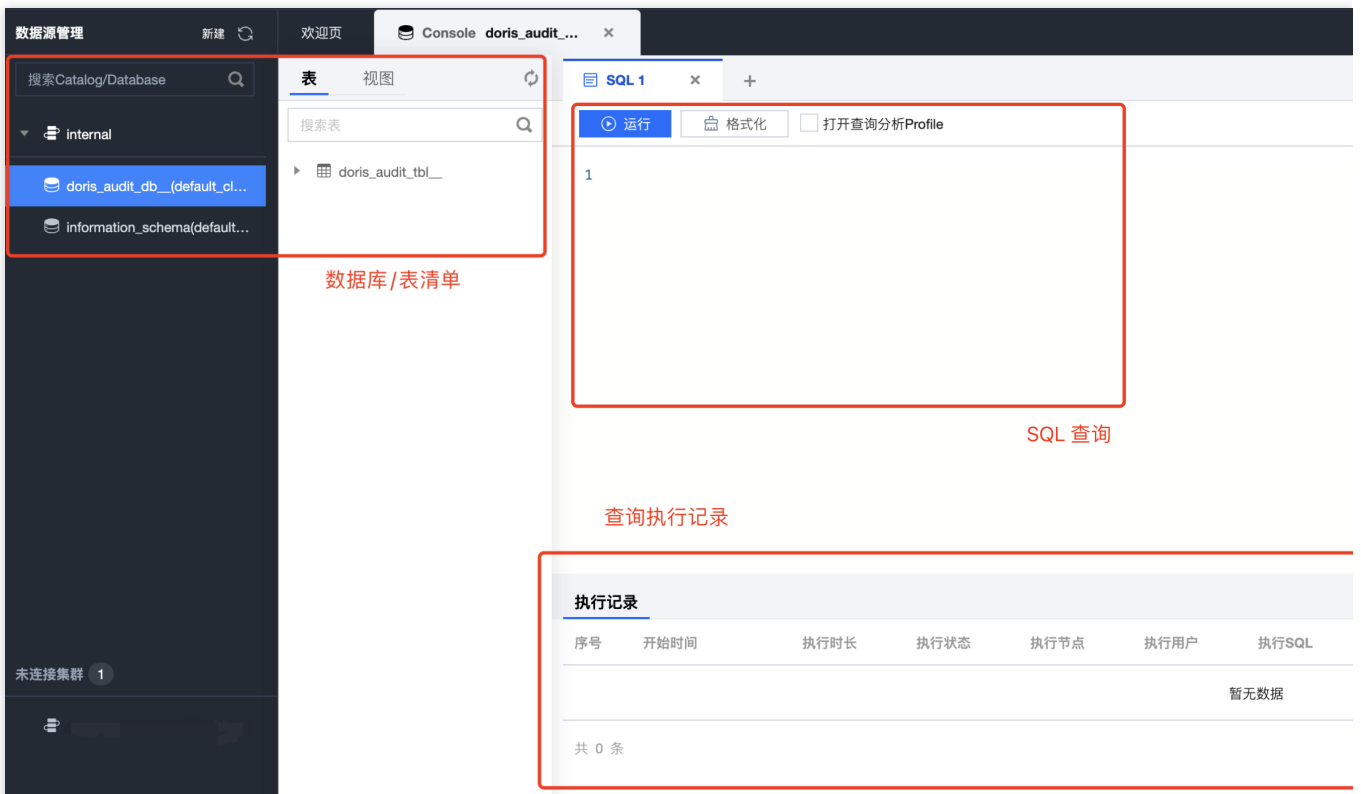 数据源管理 新建
欢迎页
Console doris_audit_...
搜索Catalog/Database
internal
doris_audit_db__(default_cl...
information_schema(default...
表 视图
搜索表
doris_audit_tbl__
数据库/表清单
SQL 1
运行 格式化 打开查询分析Profile
1
SQL 查询
查询执行记录
执行记录
序号 开始时间 执行时长 执行状态 执行节点 执行用户 执行SQL
暂无数据
共 0 条
未连接集群 1